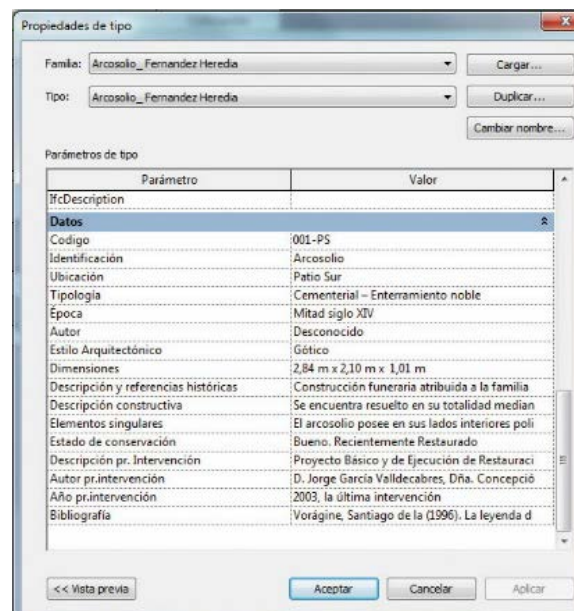 Propiedades de tipo
Familia: Arcosolio_ Fernandez Heredia Cargar...
Tipo: Arcosolio_ Fernandez Heredia Duplicar...
Cambiar nombre...
Parámetros de tipo
Parámetro Valor
IfcDescription
Datos
Codigo 001-PS
Identificación Arcosolio
Ubicación Patio Sur
Tipología Cementerial – Enterramiento noble
Época Mitad siglo XIV
Autor Desconocido
Estilo Arquitectónico Gótico
Dimensiones 2,84 m x 2,10 m x 1,01 m
Descripción y referencias históricas Construcción funeraria atribuida a la familia
Descripción constructiva Se encuentra resuelto en su totalidad median
Elementos singulares El arcosolio posee en sus lados interiores poli
Estado de conservación Bueno. Recientemente Restaurado
Descripción pr. Intervención Proyecto Básico y de Ejecución de Restauraci
Autor pr.intervención D. Jorge García Valldecabres, Dña. Concepció
Año pr.intervención 2003, la última intervención
Bibliografía Vorágine, Santiago de la (1996). La leyenda d
<< Vista previa Aceptar Cancelar Aplicar